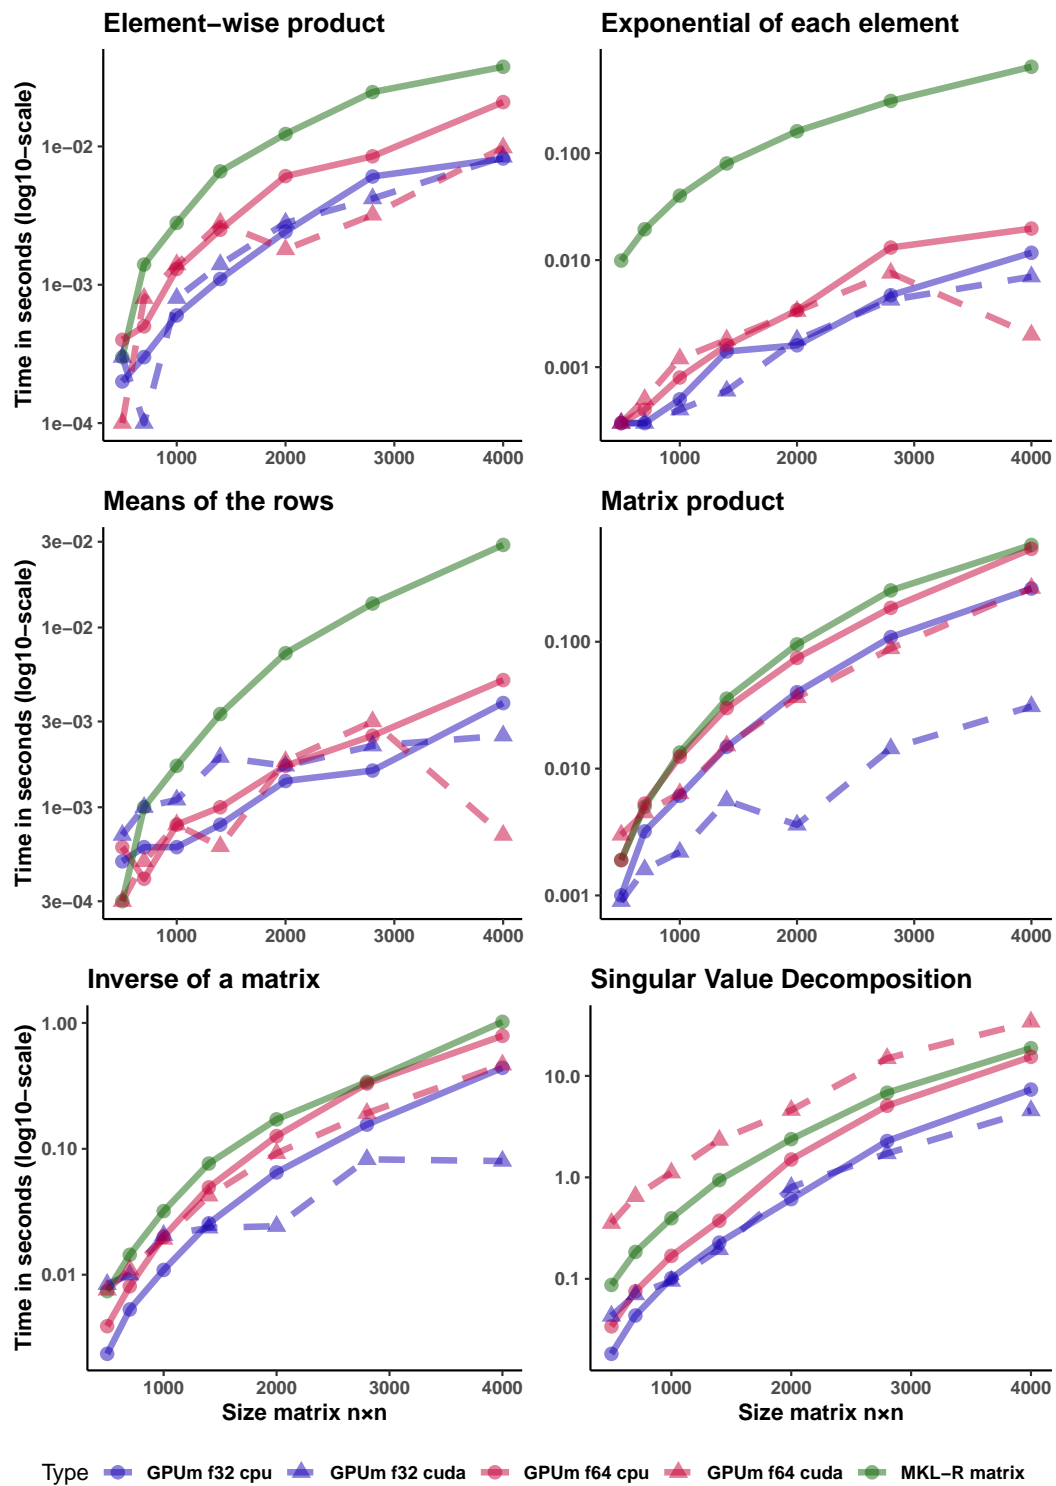 Element−wise product
Exponential of each element
Time in seconds (log10−scale)
1e−02
1e−03
1e−04
1000 2000 3000 4000
0.100
0.010
0.001
1000 2000 3000 4000
Means of the rows
Matrix product
Time in seconds (log10−scale)
3e−02
1e−02
3e−03
1e−03
3e−04
1000 2000 3000 4000
0.100
0.010
0.001
1000 2000 3000 4000
Inverse of a matrix
Singular Value Decomposition
Time in seconds (log10−scale)
1.00
0.10
0.01
1000 2000 3000 4000
Size matrix n×n
10.0
1.0
0.1
1000 2000 3000 4000
Size matrix n×n
Type GPUm f32 cpu GPUm f32 cuda GPUm f64 cpu GPUm f64 cuda MKL−R matrix